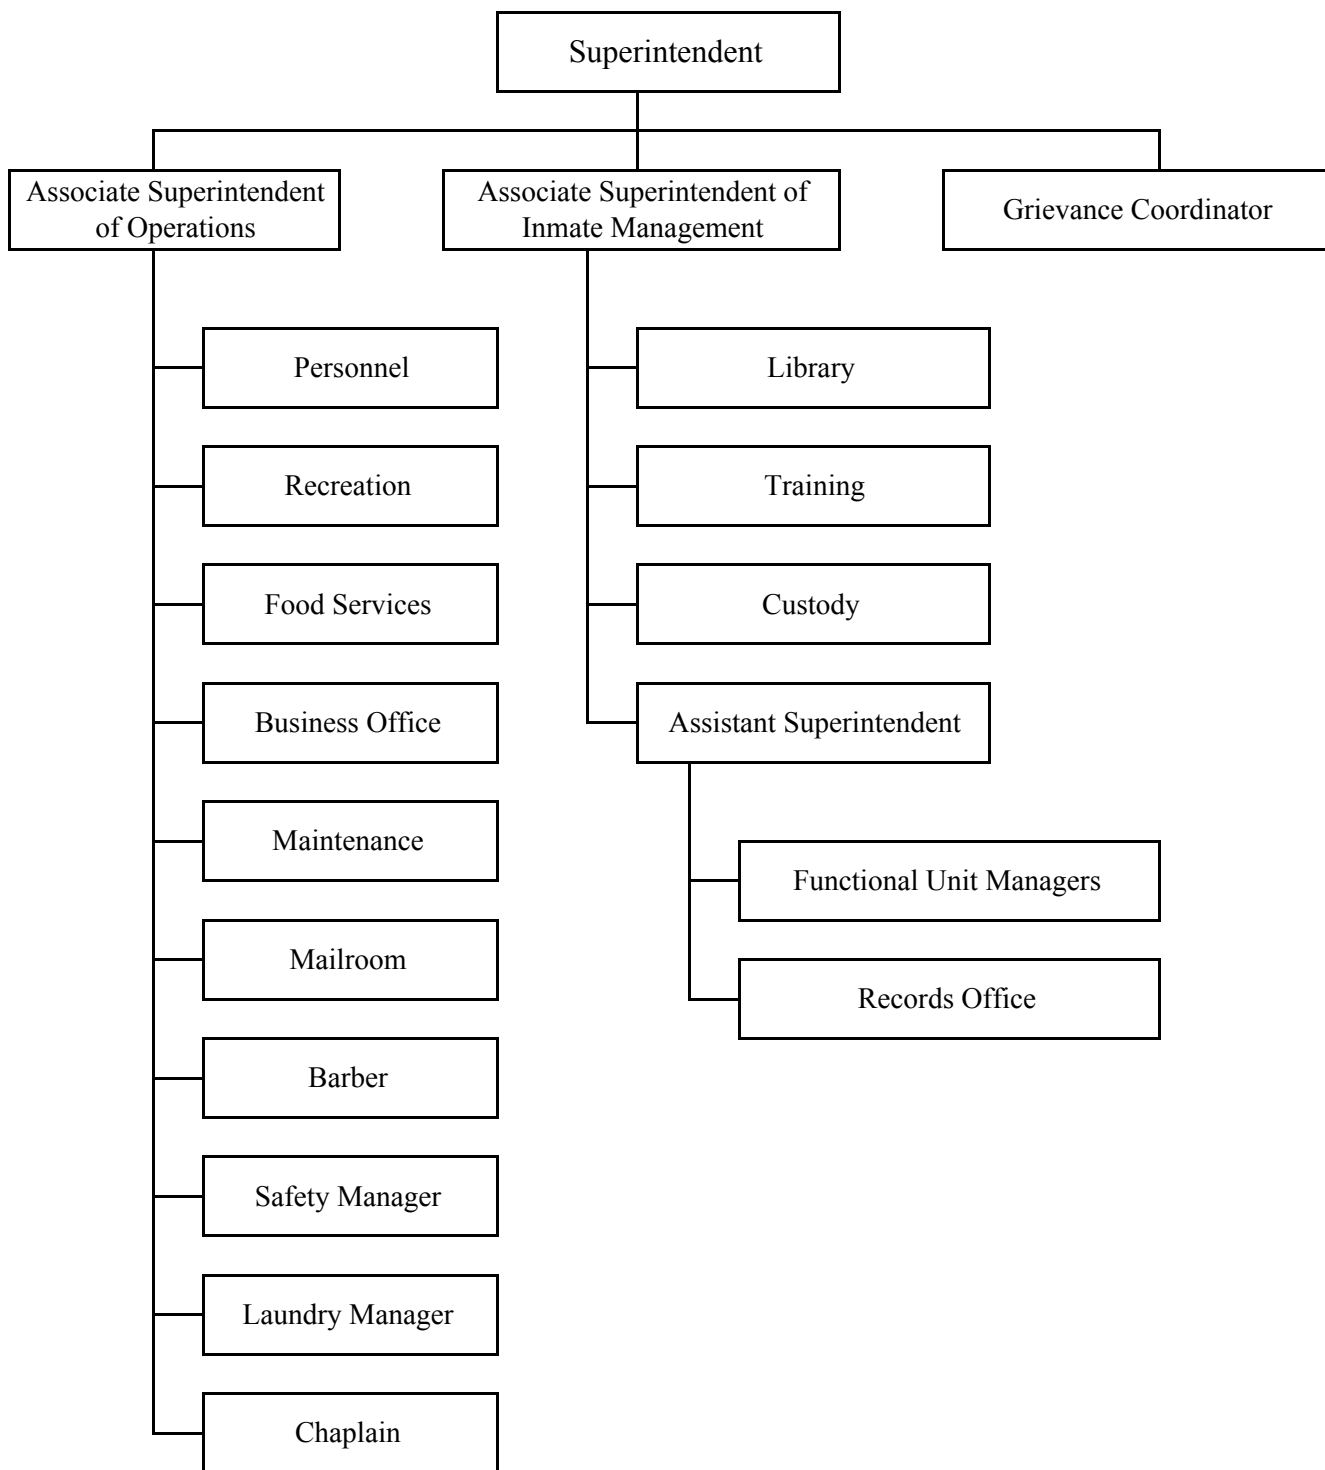 Superintendent
Associate Superintendent
of Operations
Associate Superintendent of
Inmate Management
Grievance Coordinator
Personnel
Recreation
Food Services
Business Office
Maintenance
Mailroom
Barber
Safety Manager
Laundry Manager
Chaplain
Library
Training
Custody
Assistant Superintendent
Functional Unit Managers
Records Office